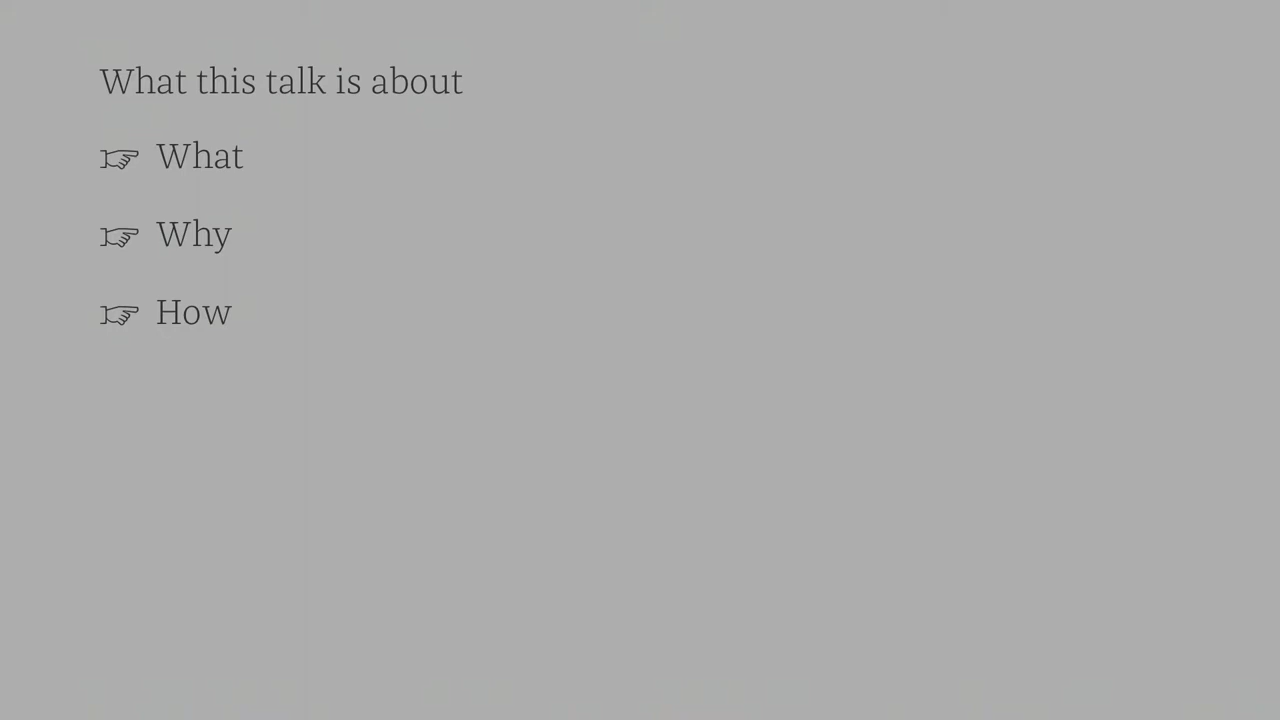 What this talk is about
☞ What
☞ Why
☞ How